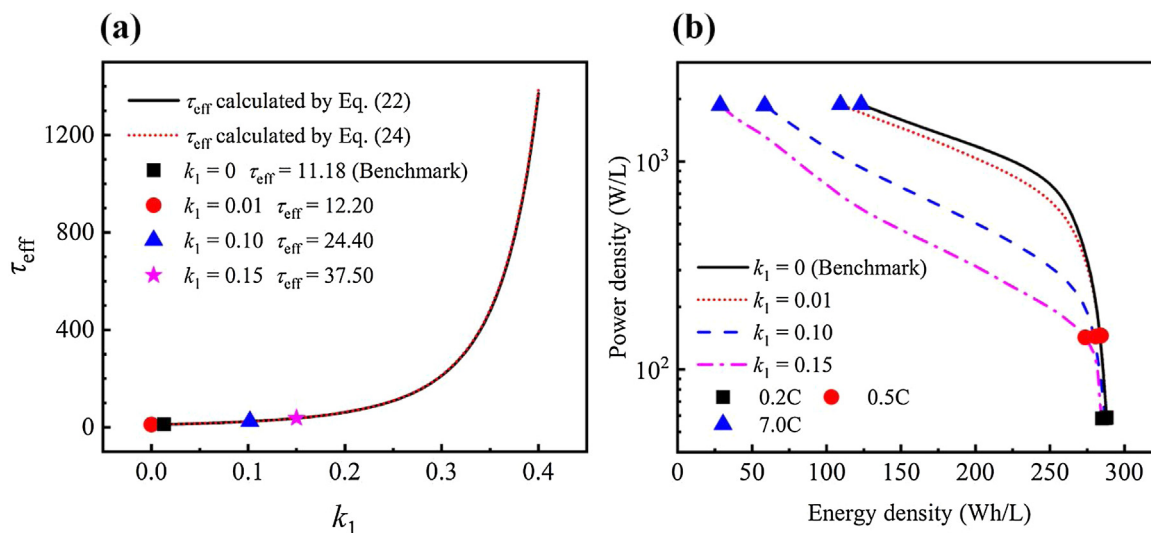 (a)
τeff calculated by Eq. (22)
τeff calculated by Eq. (24)
k1 = 0 τeff = 11.18 (Benchmark)
k1 = 0.01 τeff = 12.20
k1 = 0.10 τeff = 24.40
k1 = 0.15 τeff = 37.50
τeff
1200
800
400
0
0.0 0.1 0.2 0.3 0.4
k1
(b)
Power density (W/L)
10³
10²
k1 = 0 (Benchmark)
k1 = 0.01
k1 = 0.10
k1 = 0.15
0.2C 0.5C
7.0C
0 50 100 150 200 250 300
Energy density (Wh/L)